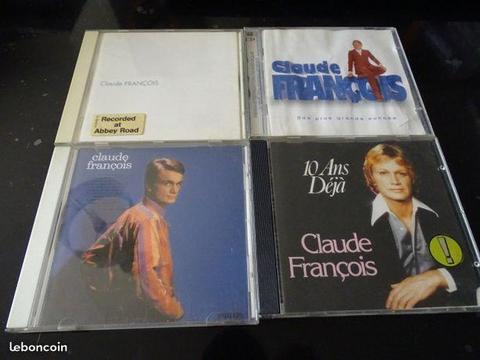 Claude FRANÇOIS
Recorded
at
Abbey Road
Claude
FRANÇOIS
Ses plus grands succès
claude
françois
PHILIPS
10 Ans
Déjà
Claude
François
!
leboncoin